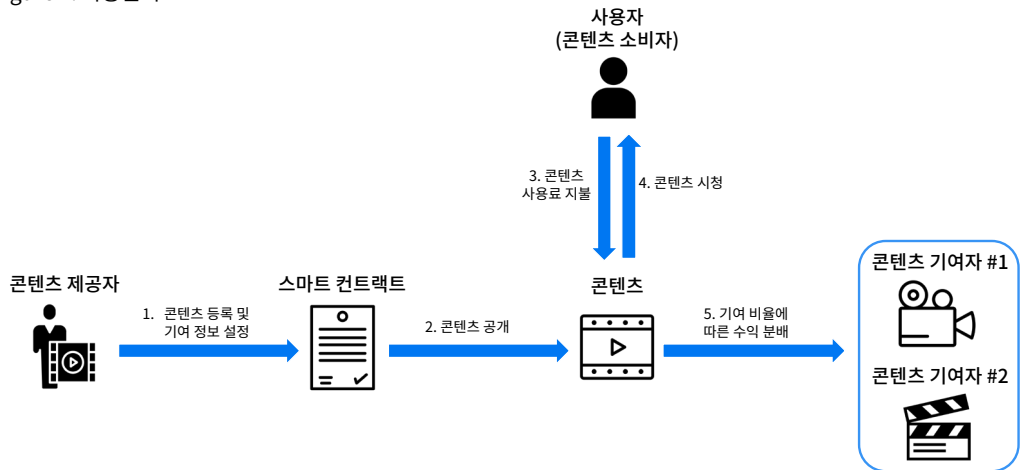 사용자
(콘텐츠 소비자)
3. 콘텐츠
사용료 지불
4. 콘텐츠 시청
콘텐츠 제공자
1. 콘텐츠 등록 및
기여 정보 설정
스마트 컨트랙트
2. 콘텐츠 공개
콘텐츠
5. 기여 비율에
따른 수익 분배
콘텐츠 기여자 #1
콘텐츠 기여자 #2